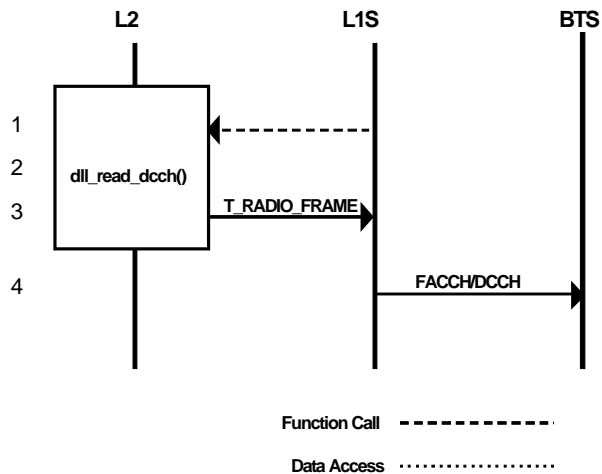 L2 L1S BTS
1
2
dll_read_dcch()
3 T_RADIO_FRAME
4 FACCH/DCCH
Function Call
Data Access